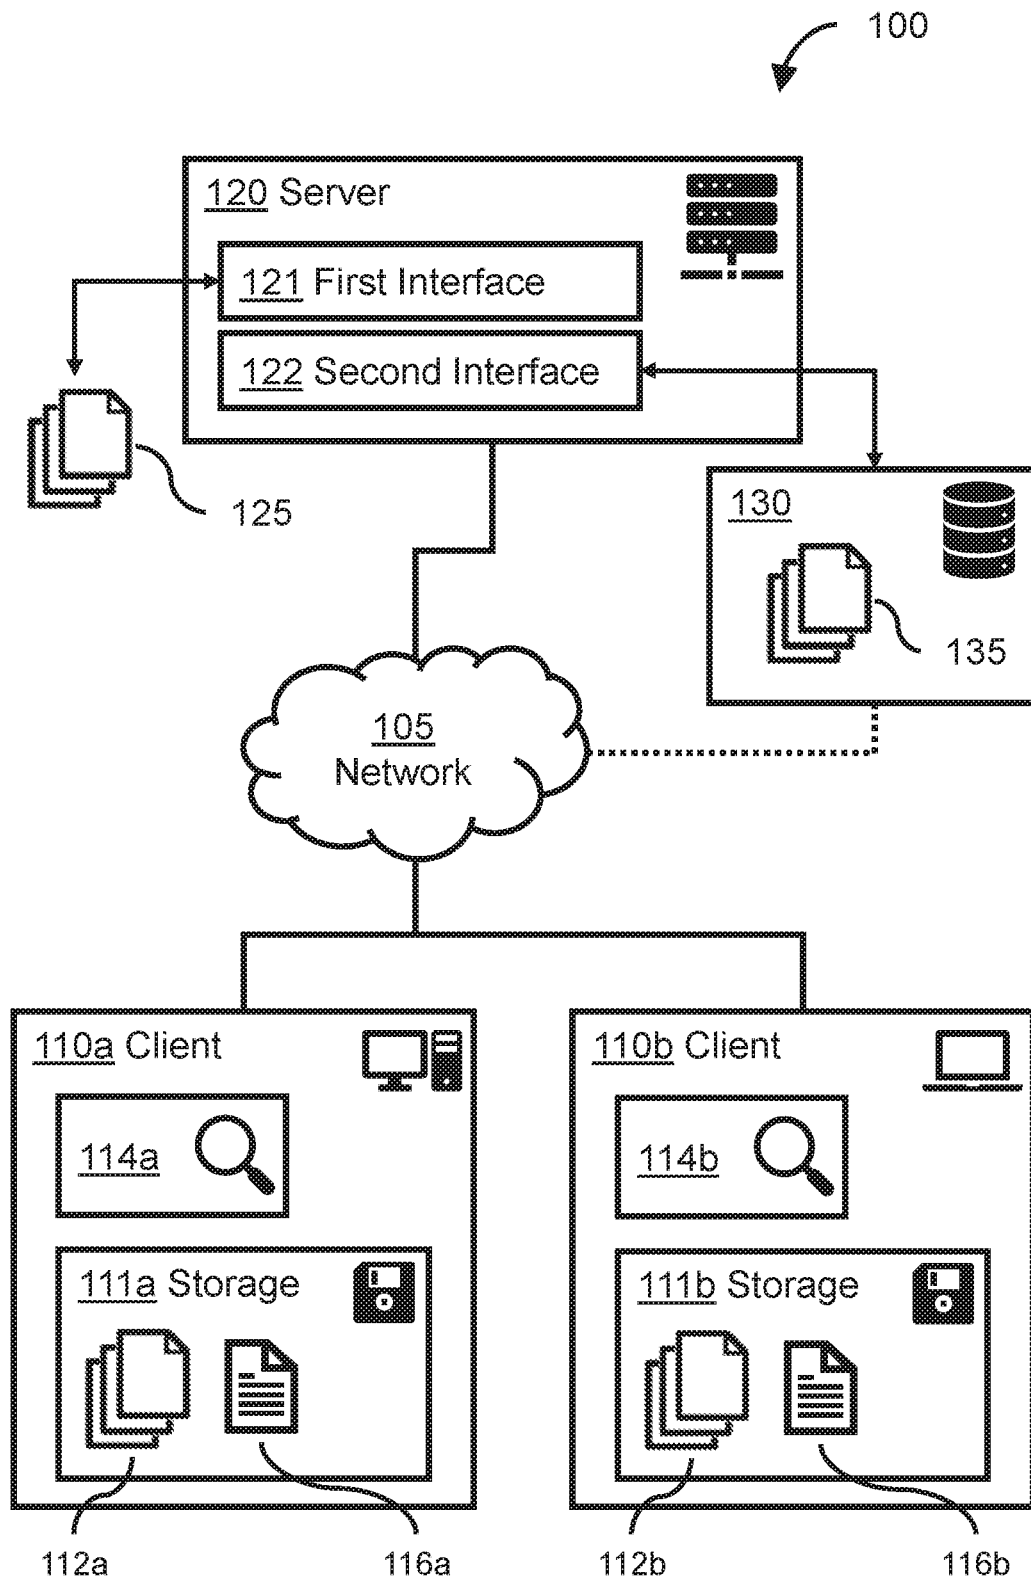 100
120 Server
121 First Interface
122 Second Interface
125
130
135
105
Network
110a Client
110b Client
114a
114b
111a Storage
111b Storage
112a
116a
112b
116b